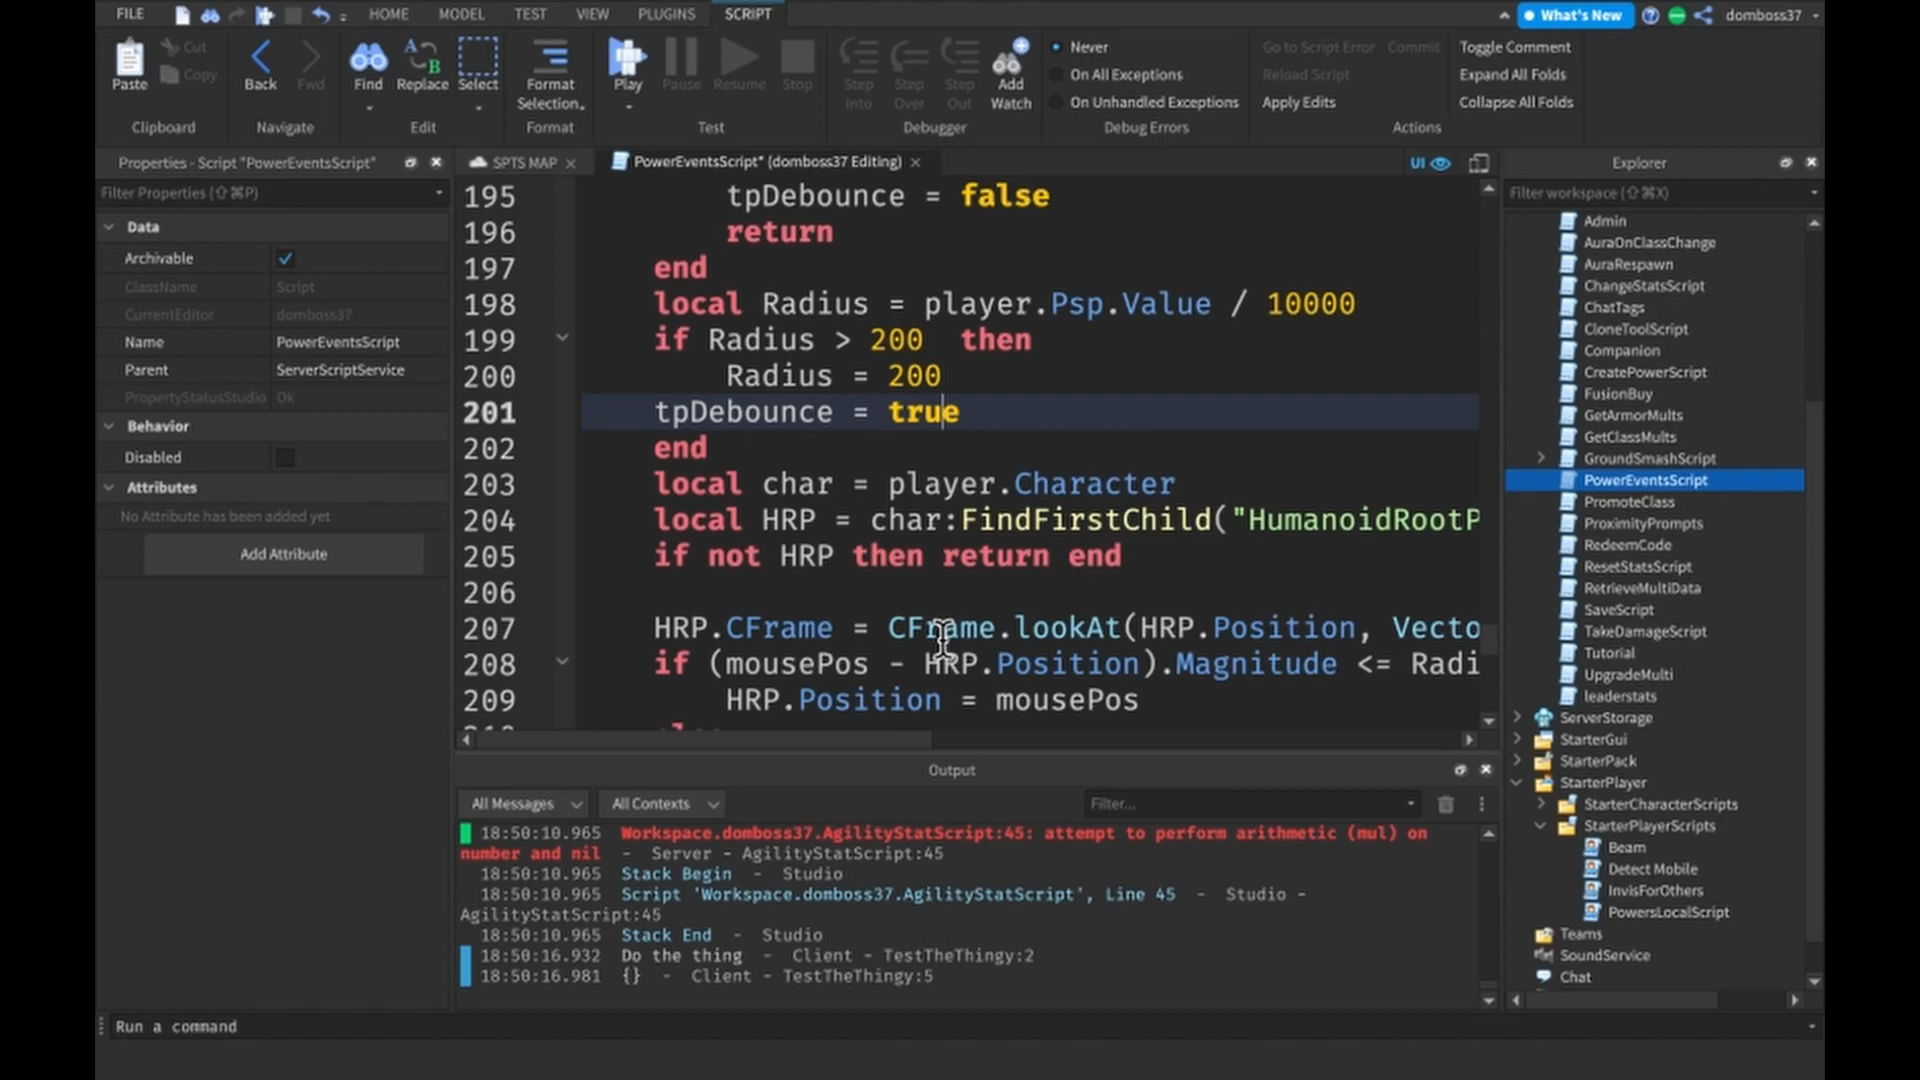 FILE HOME MODEL TEST VIEW PLUGINS SCRIPT What's New domboss37
Paste Cut Copy Back Fwd Find Replace Select Format Selection Play Pause Resume Stop Step Into Step Over Step Out Add Watch
Never
On All Exceptions
On Unhandled Exceptions
Go to Script Error Commit
Reload Script
Apply Edits
Toggle Comment
Expand All Folds
Collapse All Folds
Clipboard Navigate Edit Format Test Debugger Debug Errors Actions
Properties - Script "PowerEventsScript"
Filter Properties (⇧⌘P)
Data
Archivable
ClassName Script
CurrentEditor domboss37
Name PowerEventsScript
Parent ServerScriptService
PropertyStatusStudio Ok
Behavior
Disabled
Attributes
No Attribute has been added yet
Add Attribute
SPTS MAP PowerEventsScript* (domboss37 Editing) UI
195 tpDebounce = false
196 return
197 end
198 local Radius = player.Psp.Value / 10000
199 if Radius > 200 then
200 Radius = 200
201 tpDebounce = true
202 end
203 local char = player.Character
204 local HRP = char:FindFirstChild("HumanoidRootP
205 if not HRP then return end
206
207 HRP.CFrame = CFrame.lookAt(HRP.Position, Vecto
208 if (mousePos - HRP.Position).Magnitude <= Radi
209 HRP.Position = mousePos
Output
All Messages All Contexts Filter...
18:50:10.965 Workspace.domboss37.AgilityStatScript:45: attempt to perform arithmetic (mul) on
number and nil - Server - AgilityStatScript:45
18:50:10.965 Stack Begin - Studio
18:50:10.965 Script 'Workspace.domboss37.AgilityStatScript', Line 45 - Studio -
AgilityStatScript:45
18:50:10.965 Stack End - Studio
18:50:16.932 Do the thing - Client - TestTheThingy:2
18:50:16.981 {} - Client - TestTheThingy:5
Explorer
Filter workspace (⇧⌘X)
Admin
AuraOnClassChange
AuraRespawn
ChangeStatsScript
ChatTags
CloneToolScript
Companion
CreatePowerScript
FusionBuy
GetArmorMults
GetClassMults
GroundSmashScript
PowerEventsScript
PromoteClass
ProximityPrompts
RedeemCode
ResetStatsScript
RetrieveMultiData
SaveScript
TakeDamageScript
Tutorial
UpgradeMulti
leaderstats
ServerStorage
StarterGui
StarterPack
StarterPlayer
StarterCharacterScripts
StarterPlayerScripts
Beam
Detect Mobile
InvisForOthers
PowersLocalScript
Teams
SoundService
Chat
Run a command